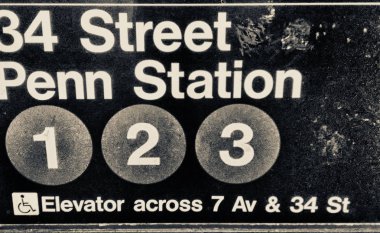 34 Street
Penn Station
1 2 3
Elevator across 7 Av & 34 St